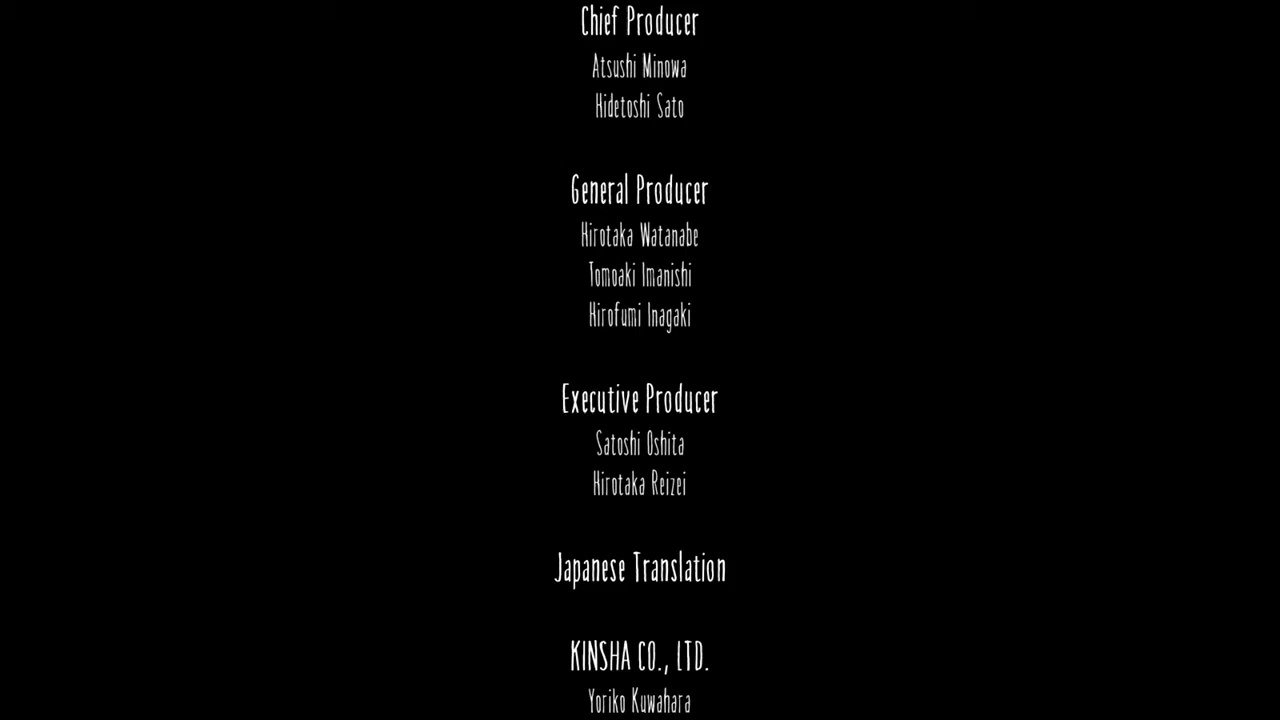 Chief Producer
Atsushi Minowa
Hidetoshi Sato
General Producer
Hirotaka Watanabe
Tomoaki Imanishi
Hirofumi Inagaki
Executive Producer
Satoshi Oshita
Hirotaka Reizei
Japanese Translation
KINSHA CO., LTD.
Yoriko Kuwahara